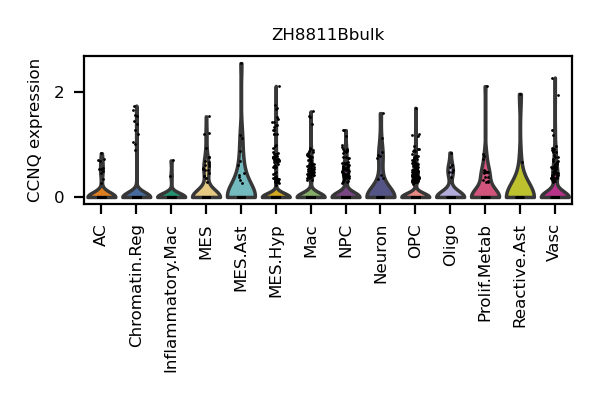 ZH8811Bbulk
CCNQ expression
2
0
AC
Chromatin.Reg
Inflammatory.Mac
MES
MES.Ast
MES.Hyp
Mac
NPC
Neuron
OPC
Oligo
Prolif.Metab
Reactive.Ast
Vasc